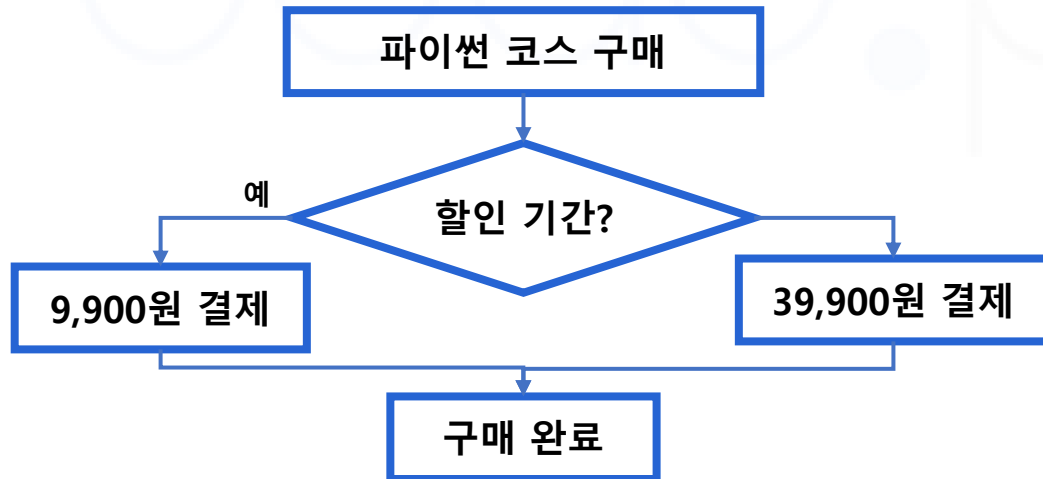 파이썬 코스 구매
예
할인 기간?
9,900원 결제
39,900원 결제
구매 완료